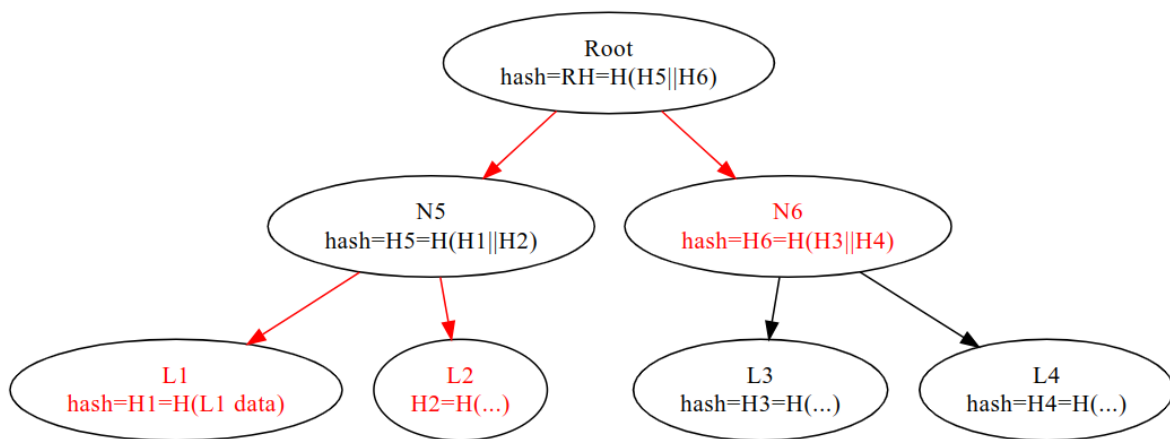 Root
hash=RH=H(H5||H6)
N5
hash=H5=H(H1||H2)
N6
hash=H6=H(H3||H4)
L1
hash=H1=H(L1 data)
L2
H2=H(...)
L3
hash=H3=H(...)
L4
hash=H4=H(...)